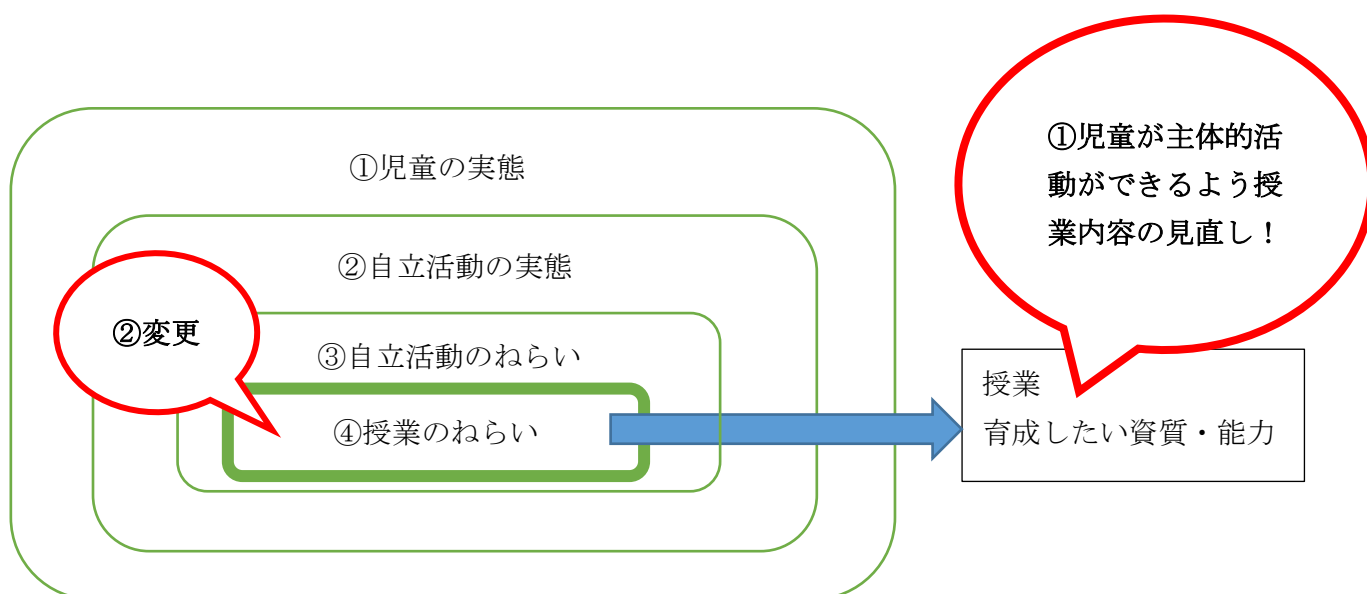 ①児童の実態
②自立活動の実態
③自立活動のねらい
④授業のねらい
②変更
①児童が主体的活
動ができるよう授
業内容の見直し！
授業
育成したい資質・能力